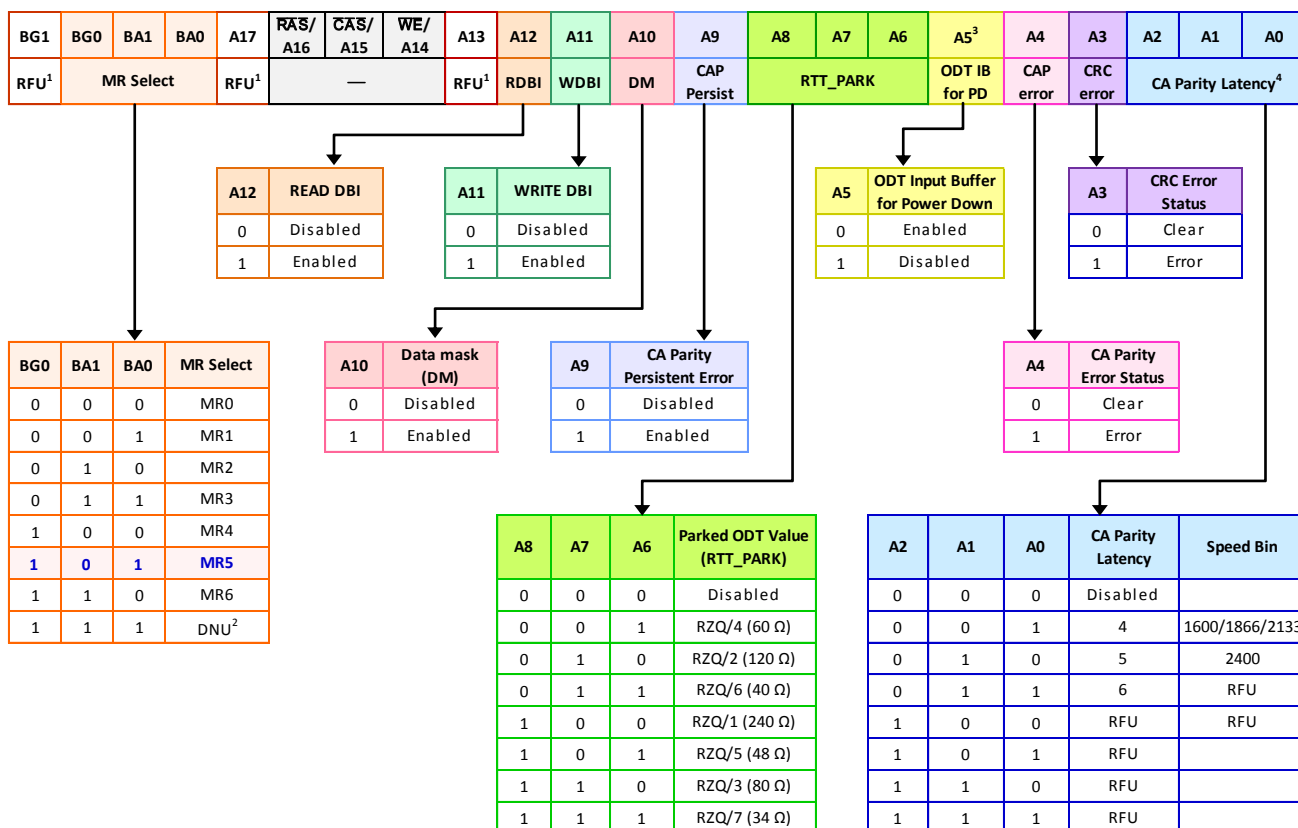 BG1 BG0 BA1 BA0 A17 RAS/ A16 CAS/ A15 WE/ A14 A13 A12 A11 A10 A9 A8 A7 A6 A5³ A4 A3 A2 A1 A0
RFU¹ MR Select RFU¹ — RFU¹ RDBI WDBI DM CAP Persist RTT_PARK ODT IB for PD CAP error CRC error CA Parity Latency⁴
A12 READ DBI
0 Disabled
1 Enabled
A11 WRITE DBI
0 Disabled
1 Enabled
A5 ODT Input Buffer for Power Down
0 Enabled
1 Disabled
A3 CRC Error Status
0 Clear
1 Error
BG0 BA1 BA0 MR Select
0 0 0 MR0
0 0 1 MR1
0 1 0 MR2
0 1 1 MR3
1 0 0 MR4
1 0 1 MR5
1 1 0 MR6
1 1 1 DNU²
A10 Data mask (DM)
0 Disabled
1 Enabled
A9 CA Parity Persistent Error
0 Disabled
1 Enabled
A4 CA Parity Error Status
0 Clear
1 Error
A8 A7 A6 Parked ODT Value (RTT_PARK)
0 0 0 Disabled
0 0 1 RZQ/4 (60 Ω)
0 1 0 RZQ/2 (120 Ω)
0 1 1 RZQ/6 (40 Ω)
1 0 0 RZQ/1 (240 Ω)
1 0 1 RZQ/5 (48 Ω)
1 1 0 RZQ/3 (80 Ω)
1 1 1 RZQ/7 (34 Ω)
A2 A1 A0 CA Parity Latency Speed Bin
0 0 0 Disabled
0 0 1 4 1600/1866/2133
0 1 0 5 2400
0 1 1 6 RFU
1 0 0 RFU RFU
1 0 1 RFU
1 1 0 RFU
1 1 1 RFU